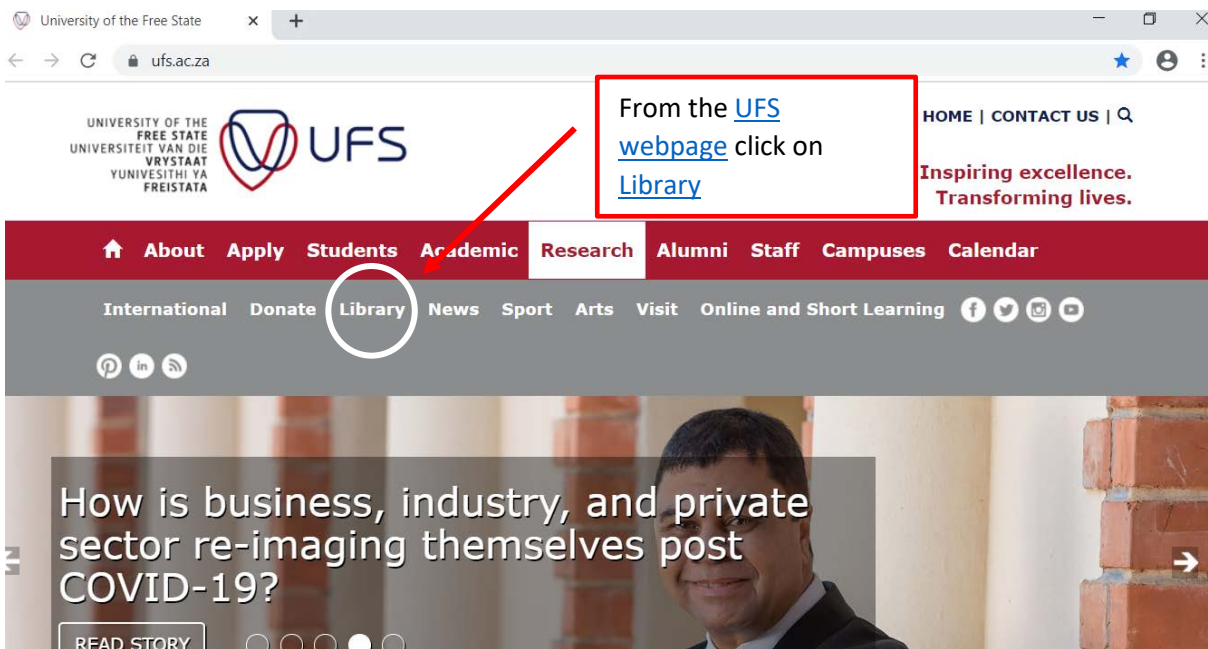 University of the Free State
ufs.ac.za
UNIVERSITY OF THE
FREE STATE
UNIVERSITEIT VAN DIE
VRYSTAAT
YUNIVESITHI YA
FREISTATA
UFS
From the UFS
webpage click on
Library
HOME | CONTACT US |
Inspiring excellence.
Transforming lives.
About Apply Students Academic Research Alumni Staff Campuses Calendar
International Donate Library News Sport Arts Visit Online and Short Learning
How is business, industry, and private
sector re-imaging themselves post
COVID-19?
READ STORY